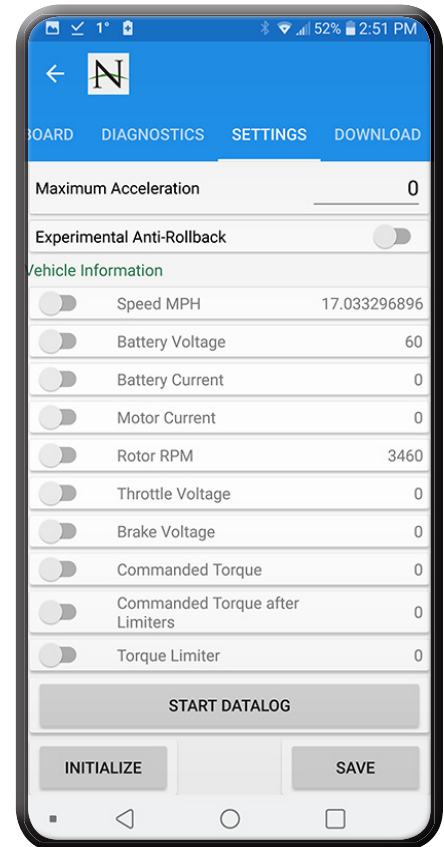 1° 52% 2:51 PM
N
BOARD DIAGNOSTICS SETTINGS DOWNLOAD
Maximum Acceleration 0
Experimental Anti-Rollback
Vehicle Information
Speed MPH 17.033296896
Battery Voltage 60
Battery Current 0
Motor Current 0
Rotor RPM 3460
Throttle Voltage 0
Brake Voltage 0
Commanded Torque 0
Commanded Torque after
Limiters 0
Torque Limiter 0
START DATALOG
INITIALIZE SAVE